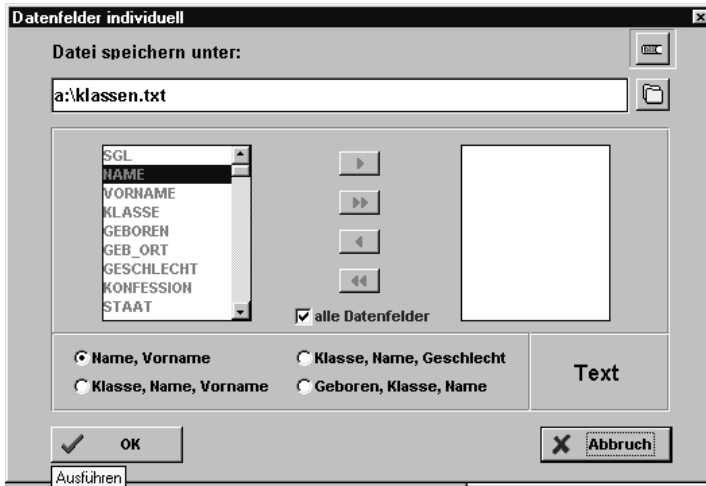 Datenfelder individuell
Datei speichern unter:
a:\klassen.txt
SGL
NAME
VORNAME
KLASSE
GEBOREN
GEB_ORT
GESCHLECHT
KONFESSION
STAAT
alle Datenfelder
Name, Vorname
Klasse, Name, Geschlecht
Klasse, Name, Vorname
Geboren, Klasse, Name
Text
OK
Abbruch
Ausführen